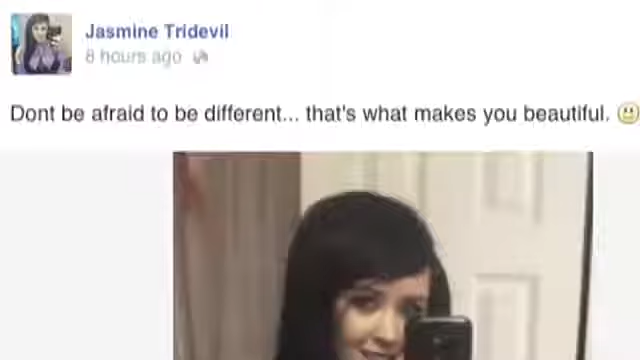 Jasmine Tridevil
8 hours ago
Dont be afraid to be different... that's what makes you beautiful. 🙂